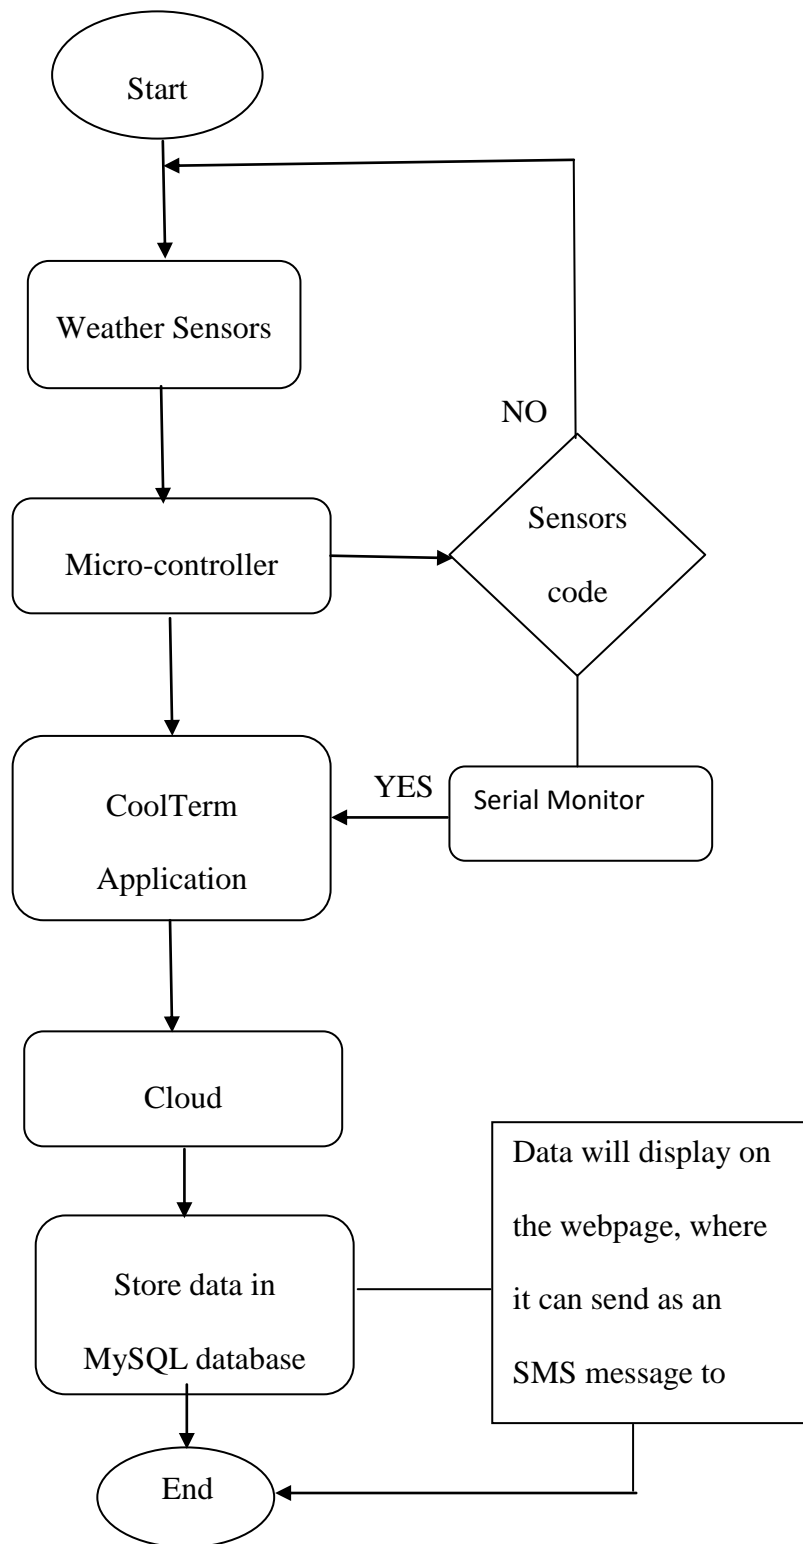 Start
Weather Sensors
NO
Sensors
code
Micro-controller
YES
Serial Monitor
CoolTerm
Application
Cloud
Data will display on
the webpage, where
it can send as an
SMS message to
Store data in
MySQL database
End